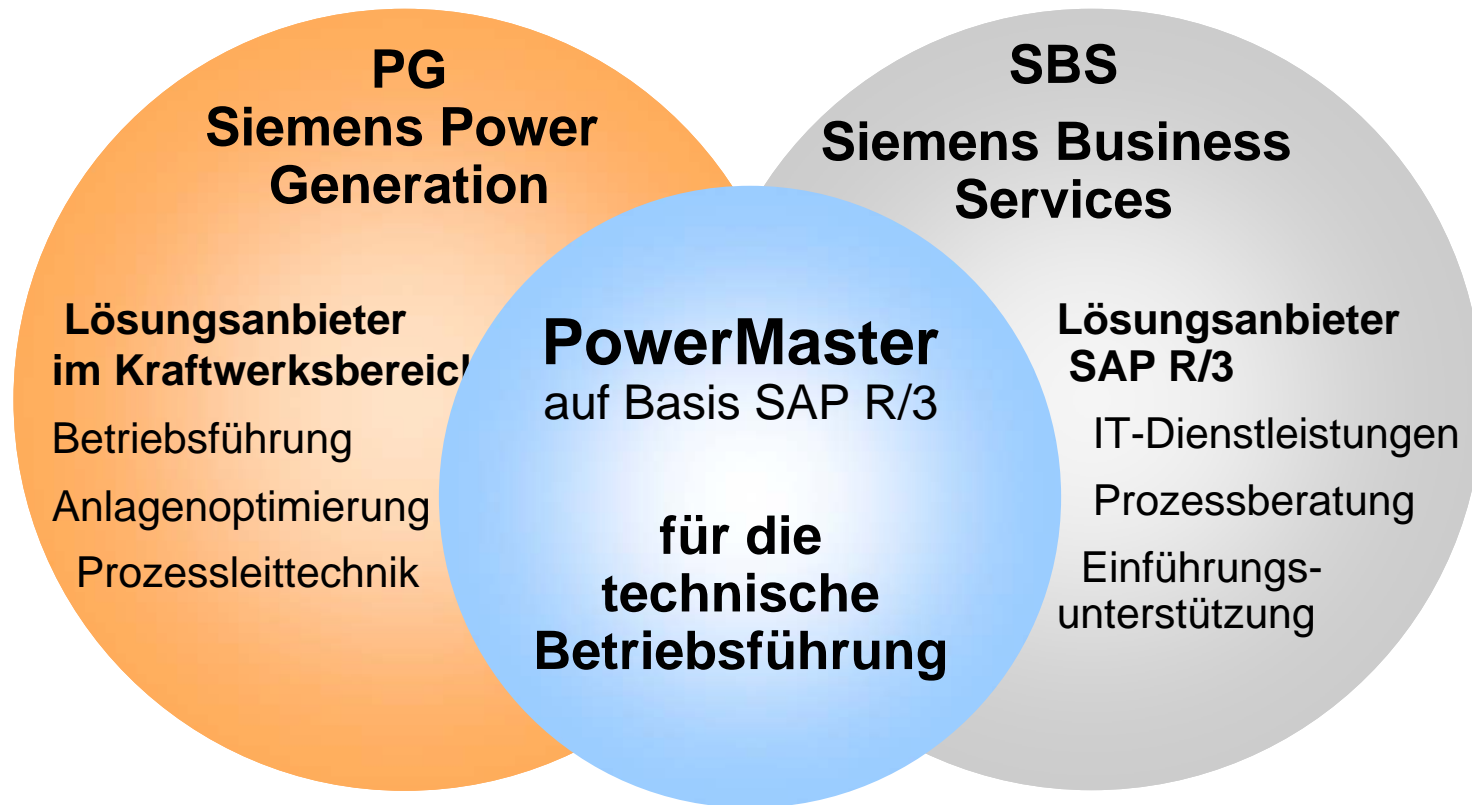 PG
Siemens Power
Generation
Lösungsanbieter
im Kraftwerksbereich
Betriebsführung
Anlagenoptimierung
Prozessleittechnik
PowerMaster
auf Basis SAP R/3
für die
technische
Betriebsführung
SBS
Siemens Business
Services
Lösungsanbieter
SAP R/3
IT-Dienstleistungen
Prozessberatung
Einführungs-
unterstützung